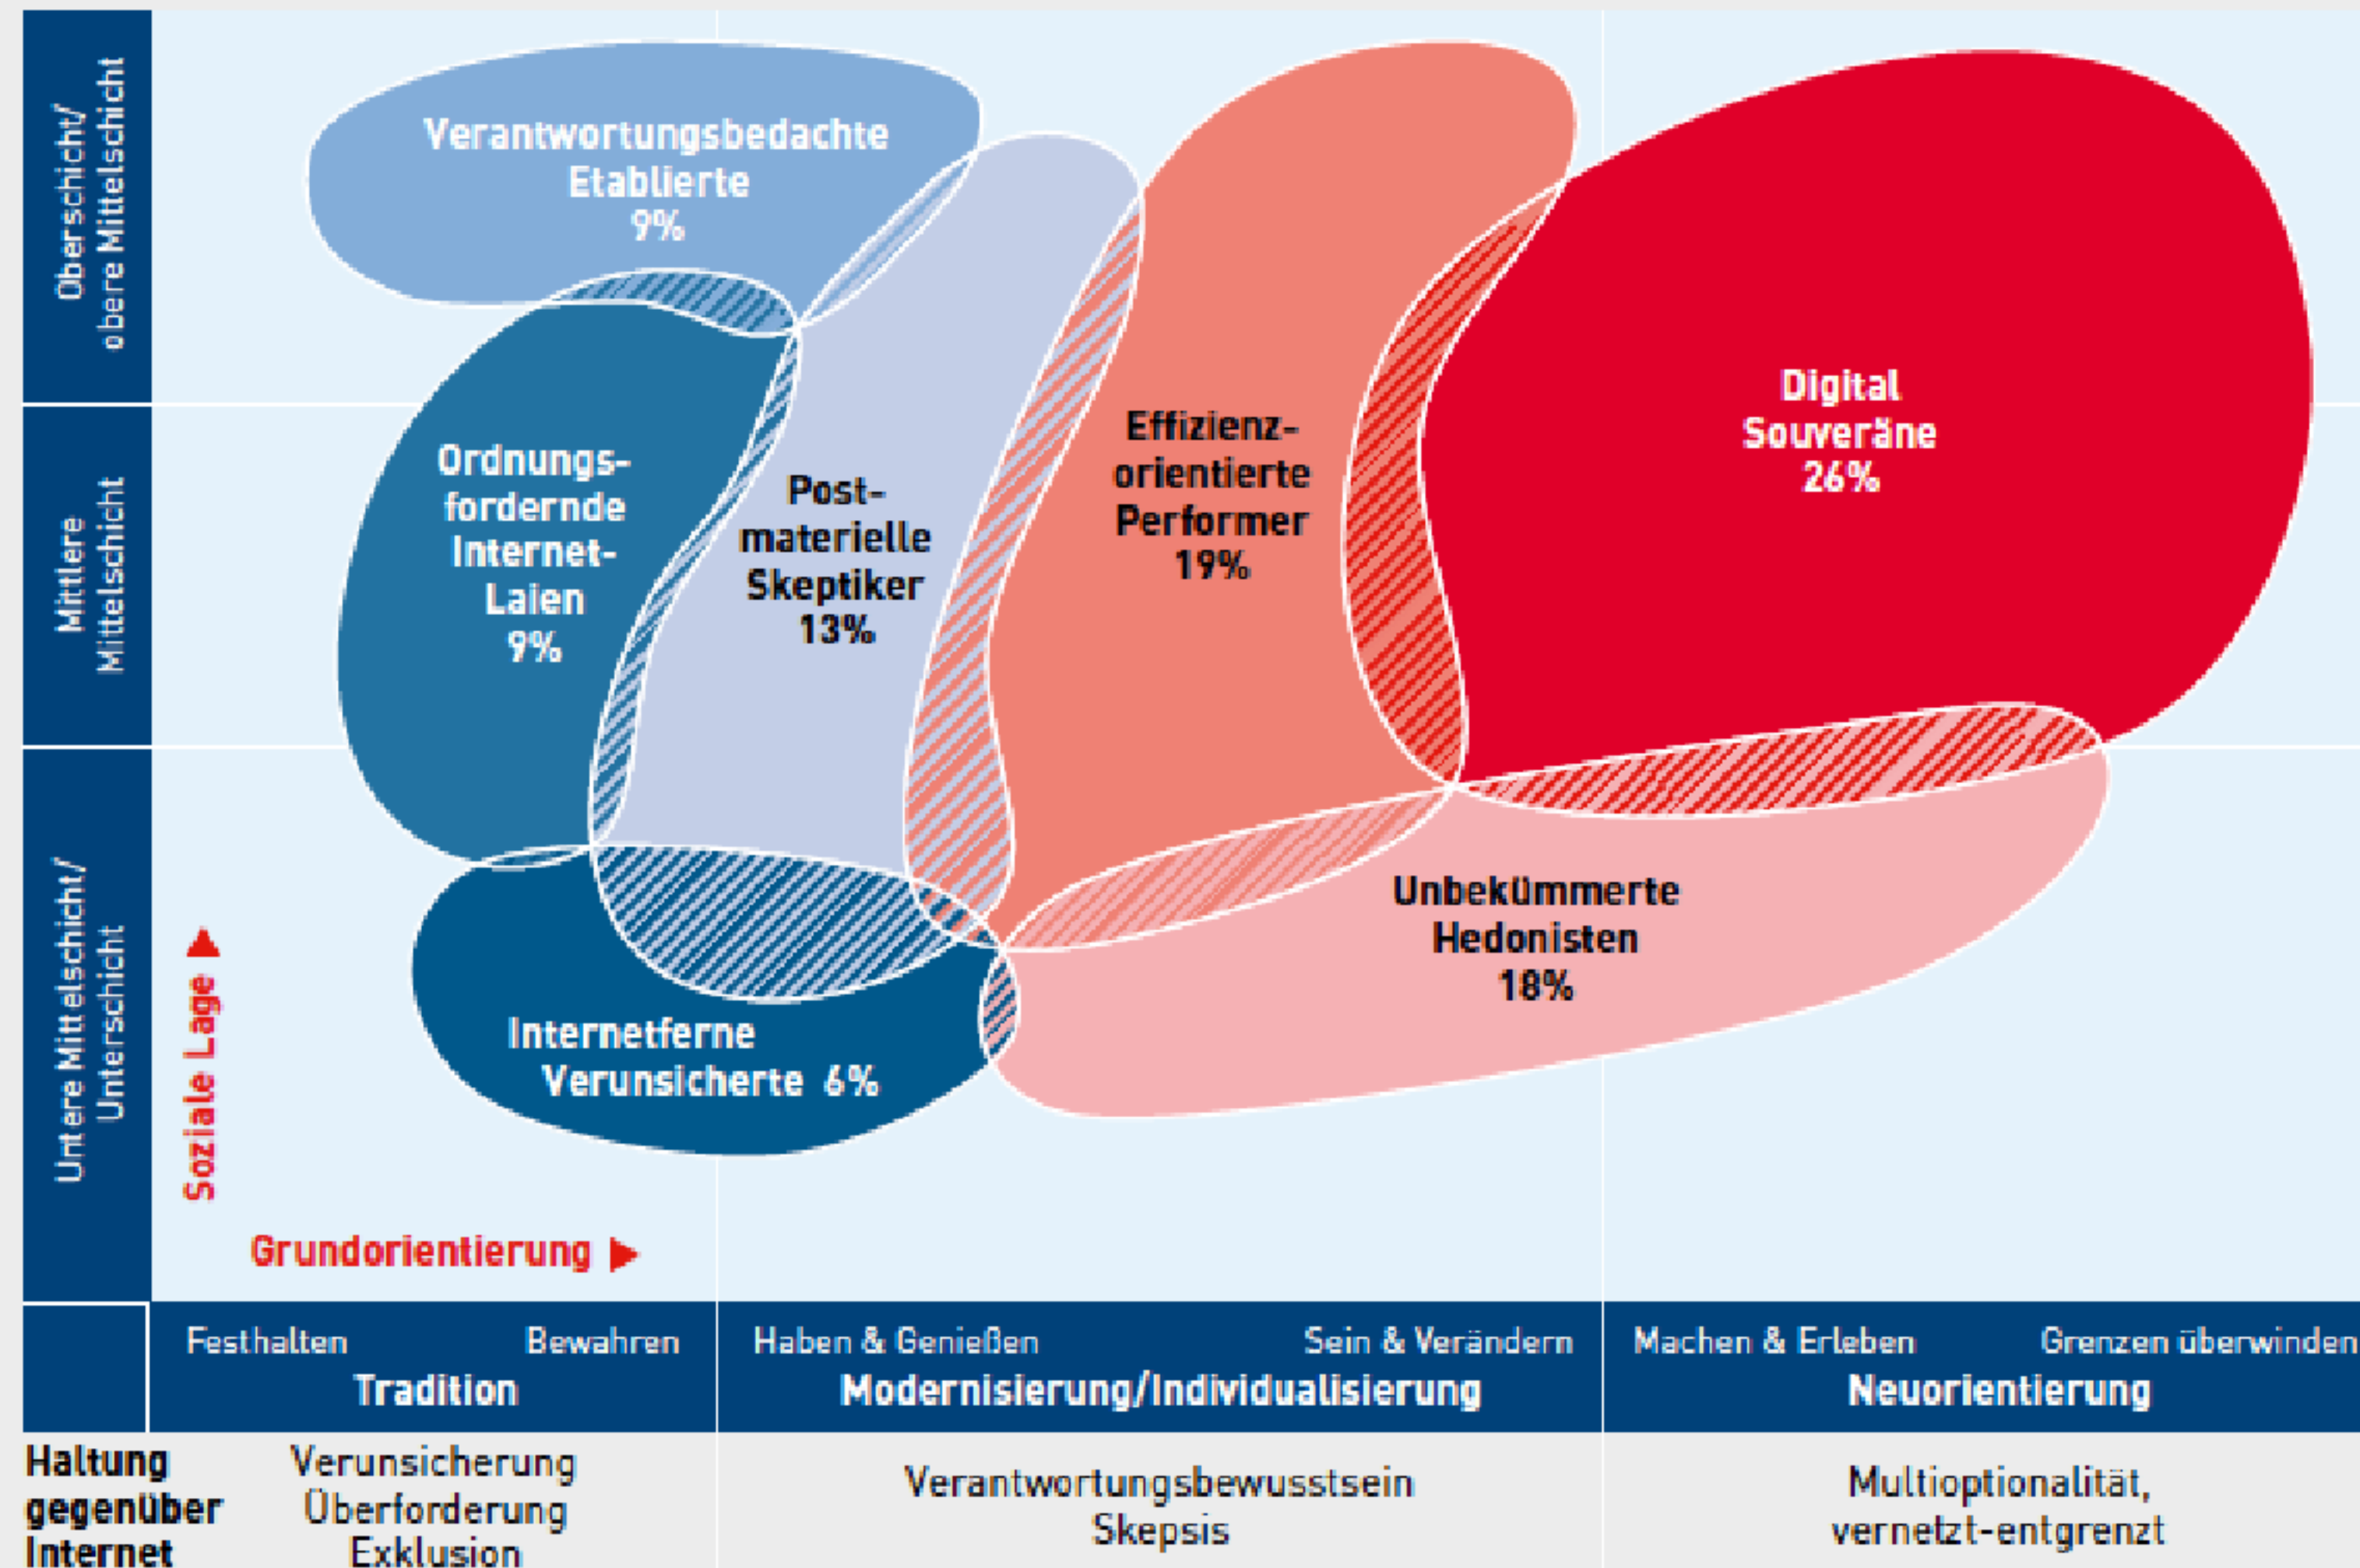 Oberschicht/
obere Mittelschicht
Mittlere
Mittelschicht
Untere Mittelschicht/
Unterschicht
Soziale Lage ▲
Grundorientierung ▶
Verantwortungsbedachte
Etablierte
9%
Ordnungs-
fordernde
Internet-
Laien
9%
Post-
materielle
Skeptiker
13%
Effizienz-
orientierte
Performer
19%
Digital
Souveräne
26%
Unbekümmerte
Hedonisten
18%
Internetferne
Verunsicherte 6%
Festhalten Bewahren
Tradition
Haben & Genießen Sein & Verändern
Modernisierung/Individualisierung
Machen & Erleben Grenzen überwinden
Neuorientierung
Haltung
gegenüber
Internet
Verunsicherung
Überforderung
Exklusion
Verantwortungsbewusstsein
Skepsis
Multioptionalität,
vernetzt-entgrenzt